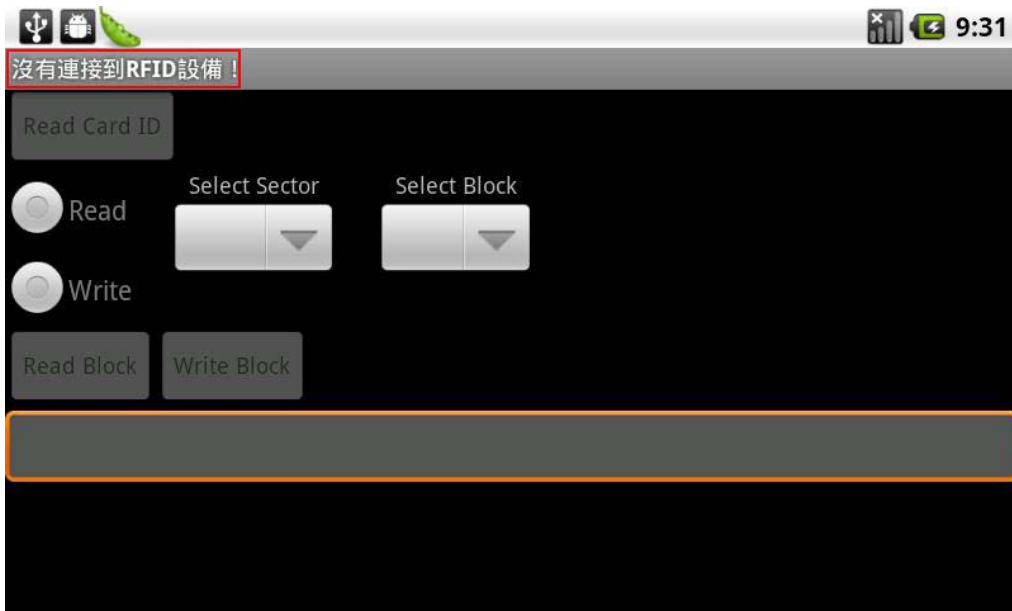 9:31
沒有連接到RFID設備！
Read Card ID
Select Sector
Select Block
Read
Write
Read Block
Write Block